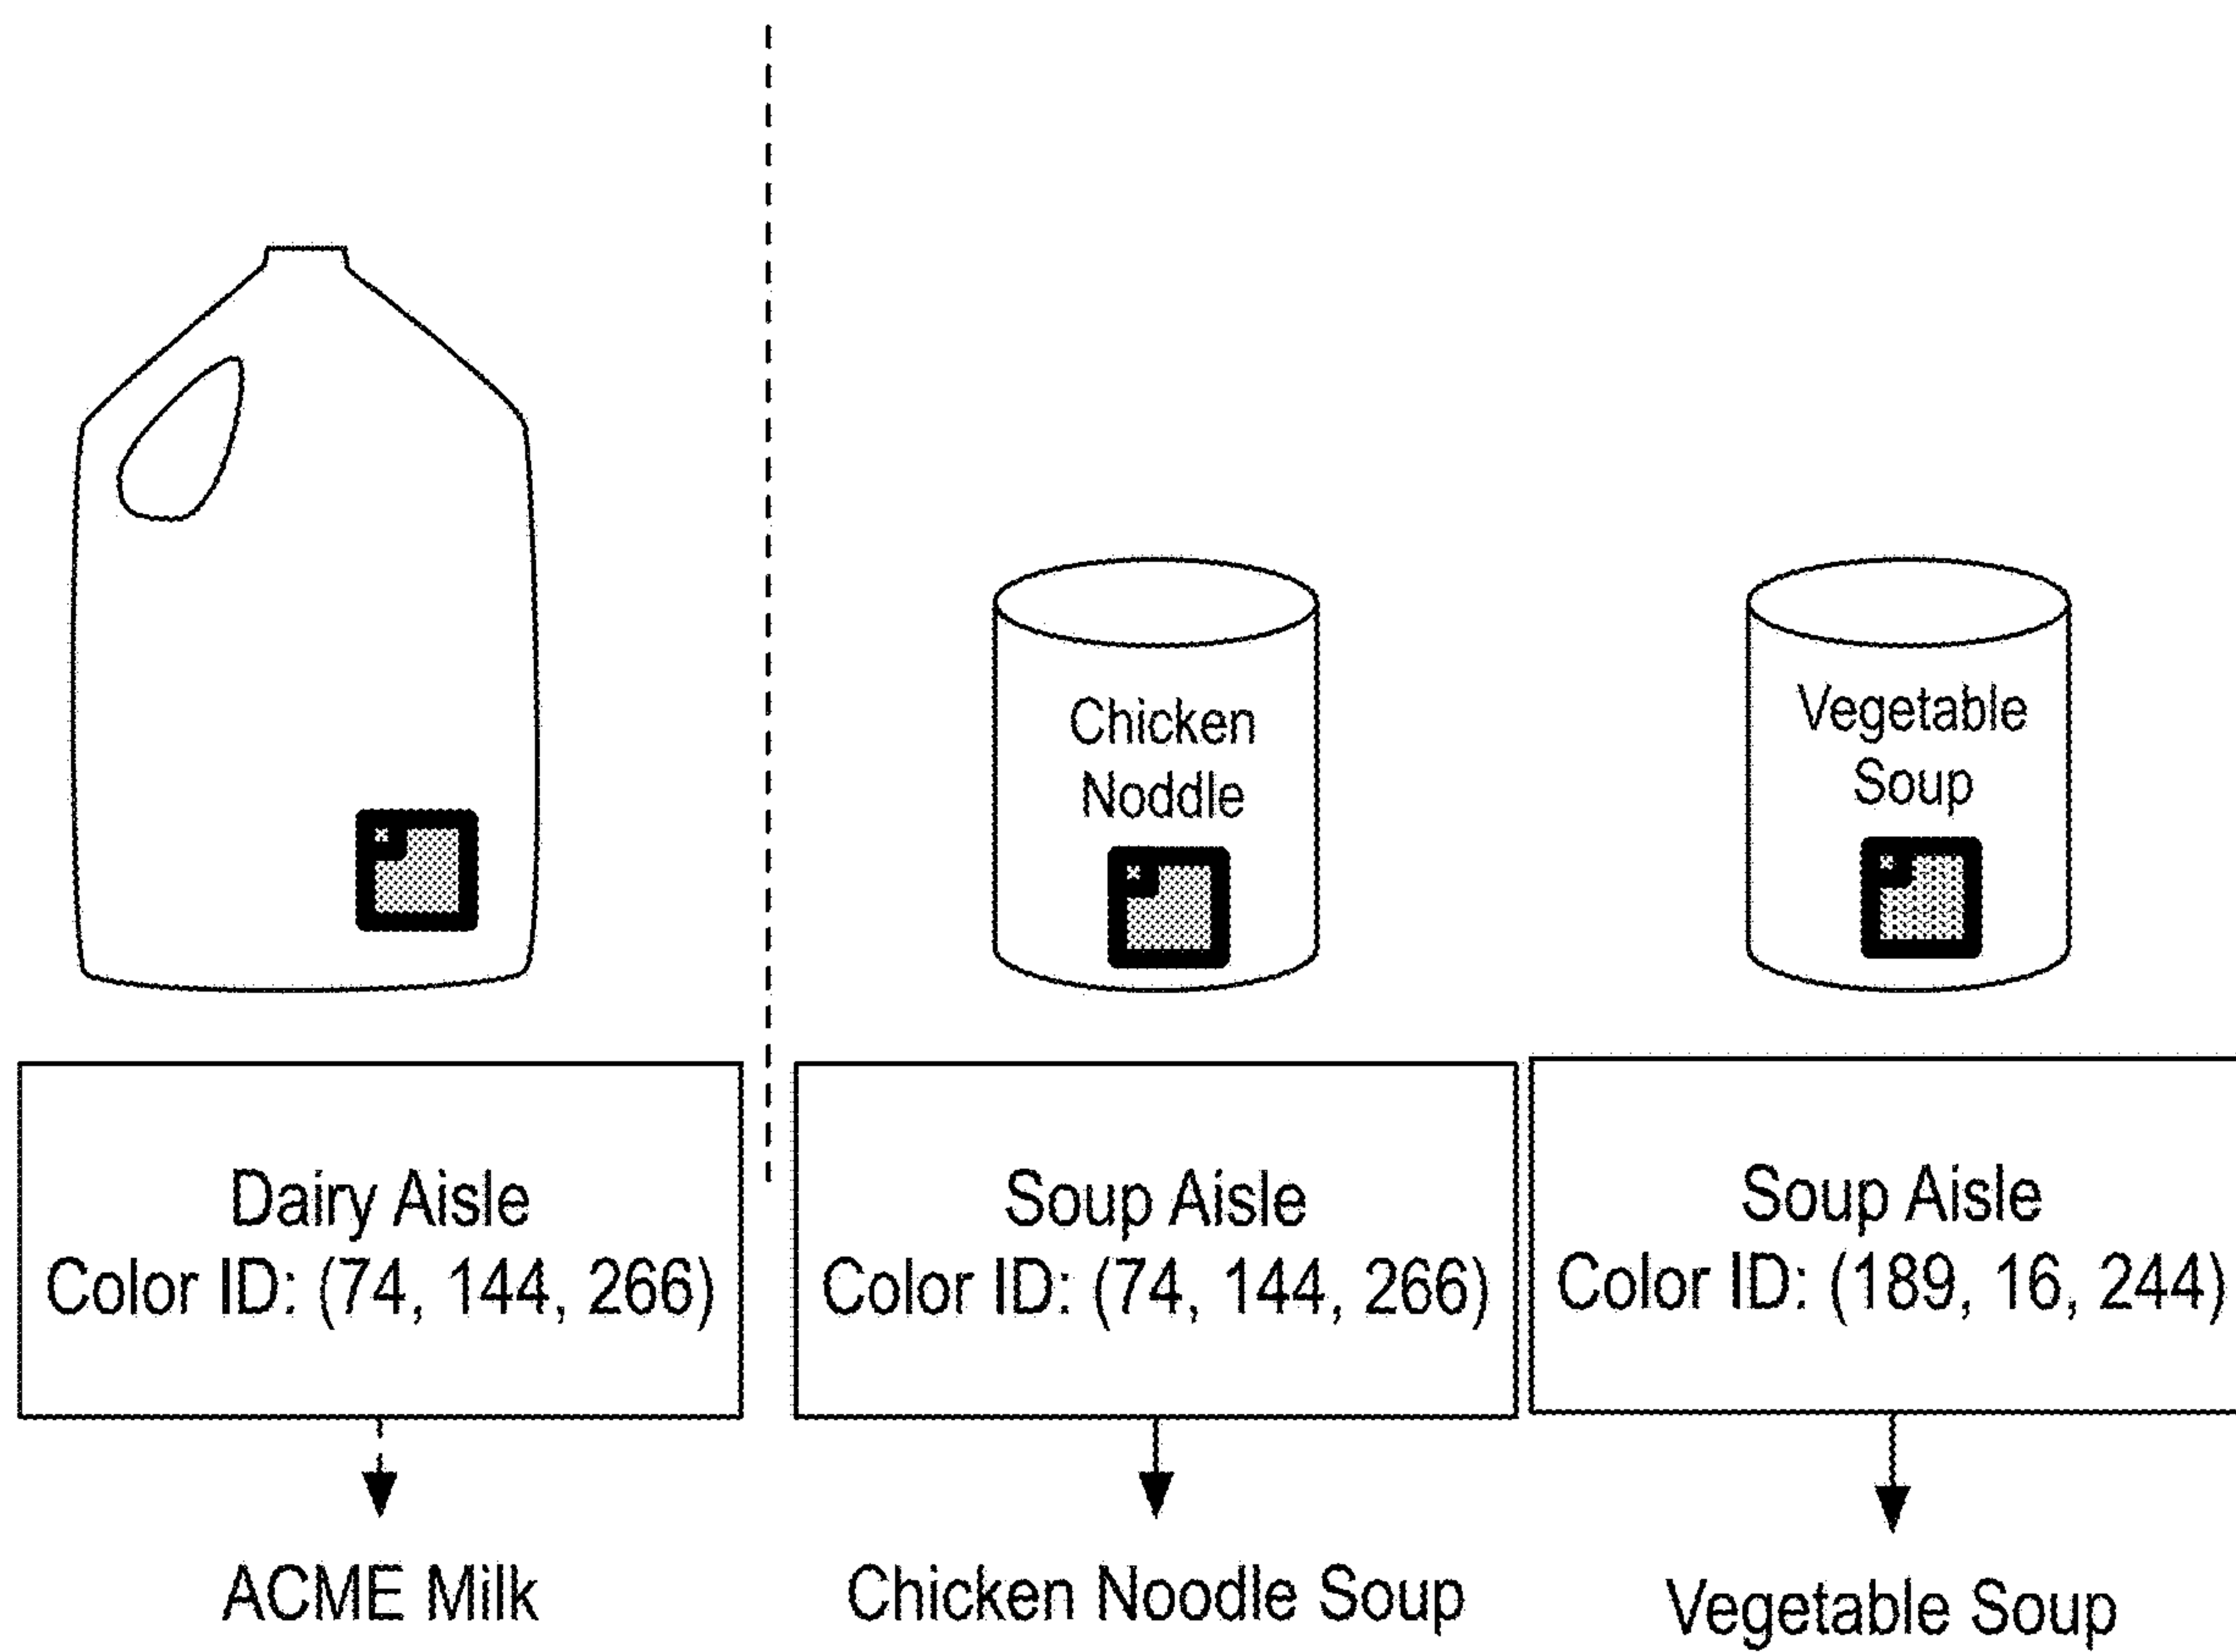 Chicken
Noddle
Vegetable
Soup
Dairy Aisle
Color ID: (74, 144, 266)
Soup Aisle
Color ID: (74, 144, 266)
Soup Aisle
Color ID: (189, 16, 244)
ACME Milk
Chicken Noodle Soup
Vegetable Soup